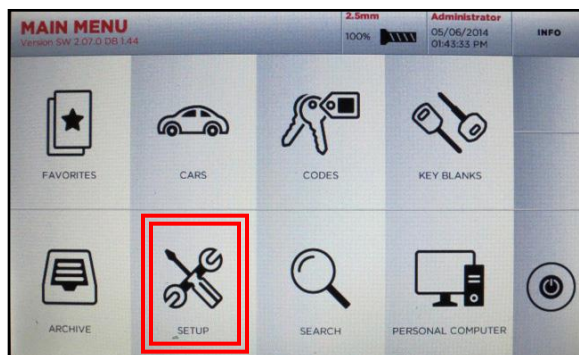 MAIN MENU
Version SW 2.07.0 DB 1.44
2.5mm
100%
Administrator
05/06/2014
01:43:33 PM
INFO
FAVORITES
CARS
CODES
KEY BLANKS
ARCHIVE
SETUP
SEARCH
PERSONAL COMPUTER